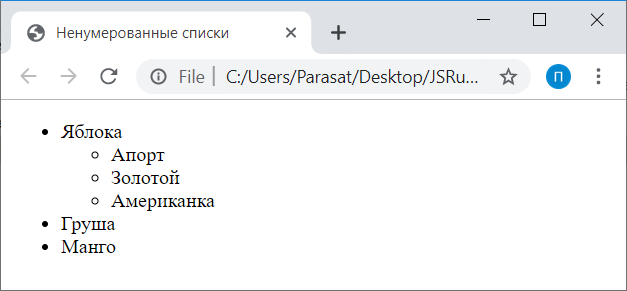 Ненумерованные списки
File | C:/Users/Parasat/Desktop/JSRu...
П
Яблока
Апорт
Золотой
Американка
Груша
Манго